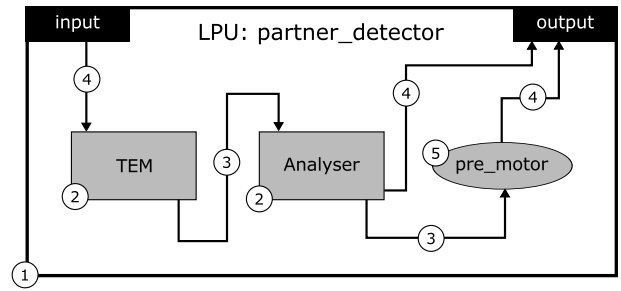 input
LPU: partner_detector
output
4
4
4
3
TEM
Analyser
5
pre_motor
2
2
3
1